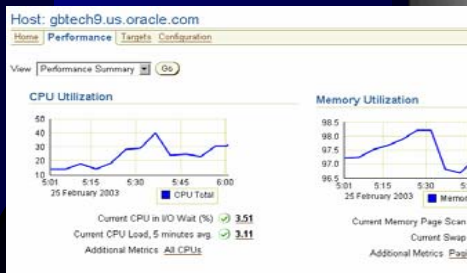 Host: gbtech9.us.oracle.com
Home Performance Targets Configuration
View Performance Summary Go
CPU Utilization
50
40
30
20
10
5:01 5:15 5:30 5:45 6:00
25 February 2003
CPU Total
Current CPU in I/O Wait (%) 3.51
Current CPU Load, 5 minutes avg. 3.11
Additional Metrics All CPUs
Memory Utilization
98.5
98.0
97.5
97.0
96.5
5:01 5:15 5:30
25 February 2003
Current Memory Page Scan
Current Swap
Additional Metrics